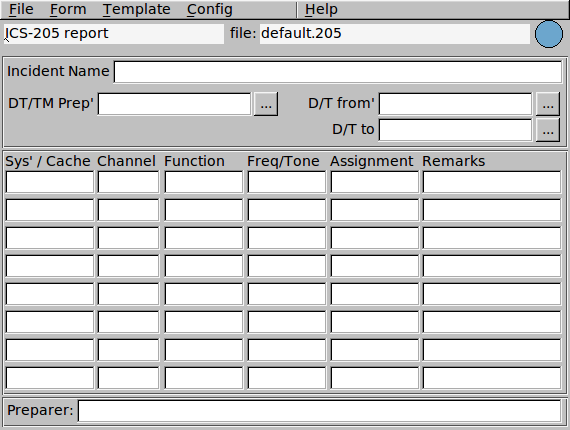 File Form Template Config Help
ICS-205 report file: default.205
Incident Name
DT/TM Prep' ... D/T from' ...
D/T to ...
Sys' / Cache Channel Function Freq/Tone Assignment Remarks
Preparer: